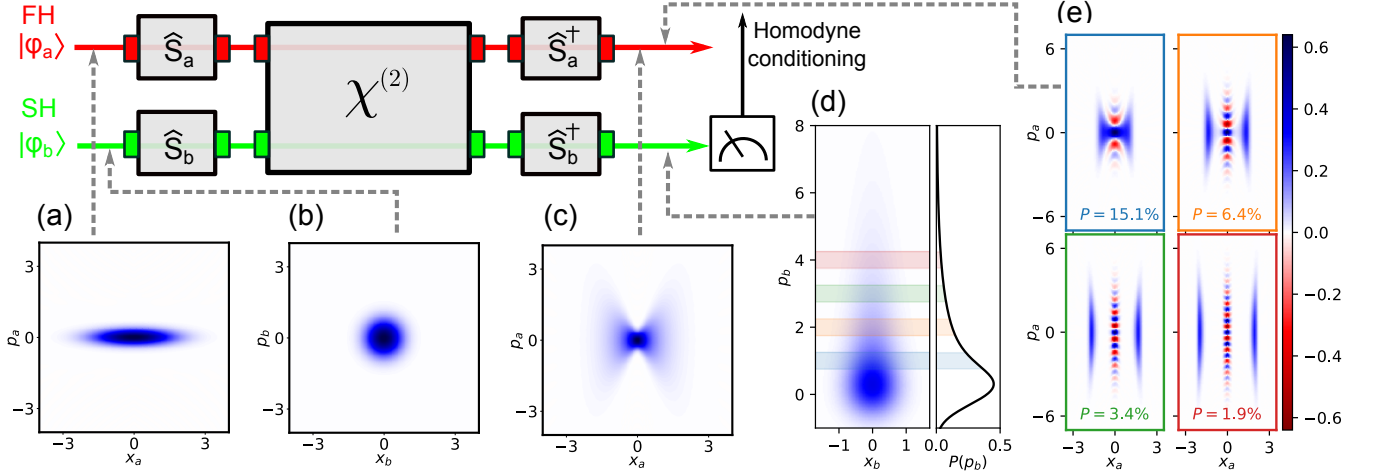 FH
|φa⟩
Ŝa
χ(2)
Ŝa†
Homodyne
conditioning
SH
|φb⟩
Ŝb
Ŝb†
(a)
(b)
(c)
(d)
(e)
3
0
−3
pa
−3 0 3
xa
3
0
−3
pb
−3 0 3
xb
3
0
−3
pa
−3 0 3
xa
8
6
4
2
0
pb
−1 0 1
xb
0.0 0.5
P(pb)
6
0
−6
pa
P = 15.1%
P = 6.4%
6
0
−6
pa
P = 3.4%
P = 1.9%
−3 0 3
xa
−3 0 3
xa
0.6
0.4
0.2
0.0
−0.2
−0.4
−0.6